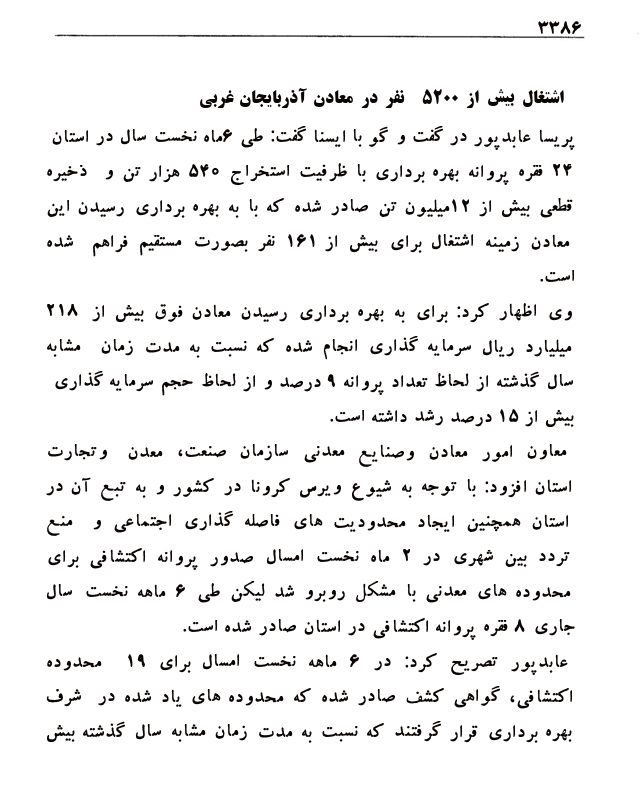 ۳۳۸۶
اشتغال بیش از ۵۲۰۰ نفر در معادن آذربایجان غربی
پریسا عابدپور در گفت و گو با ایسنا گفت: طی ۶ماه نخست سال در استان
۲۴ فقره پروانه بهره برداری با ظرفیت استخراج ۵۴۰ هزار تن و ذخیره
قطعی بیش از ۱۲میلیون تن صادر شده که با به بهره برداری رسیدن این
معادن زمینه اشتغال برای بیش از ۱۶۱ نفر بصورت مستقیم فراهم شده
است.
وی اظهار کرد: برای به بهره برداری رسیدن معادن فوق بیش از ۲۱۸
میلیارد ریال سرمایه گذاری انجام شده که نسبت به مدت زمان مشابه
سال گذشته از لحاظ تعداد پروانه ۹ درصد و از لحاظ حجم سرمایه گذاری
بیش از ۱۵ درصد رشد داشته است.
معاون امور معادن وصنایع معدنی سازمان صنعت، معدن وتجارت
استان افزود: با توجه به شیوع ویرس کرونا در کشور و به تبع آن در
استان همچنین ایجاد محدودیت های فاصله گذاری اجتماعی و منع
تردد بین شهری در ۲ ماه نخست امسال صدور پروانه اکتشافی برای
محدوده های معدنی با مشکل روبرو شد لیکن طی ۶ ماهه نخست سال
جاری ۸ فقره پروانه اکتشافی در استان صادر شده است.
عابدپور تصریح کرد: در ۶ ماهه نخست امسال برای ۱۹ محدوده
اکتشافی، گواهی کشف صادر شده که محدوده های یاد شده در شرف
بهره برداری قرار گرفتند که نسبت به مدت زمان مشابه سال گذشته بیش